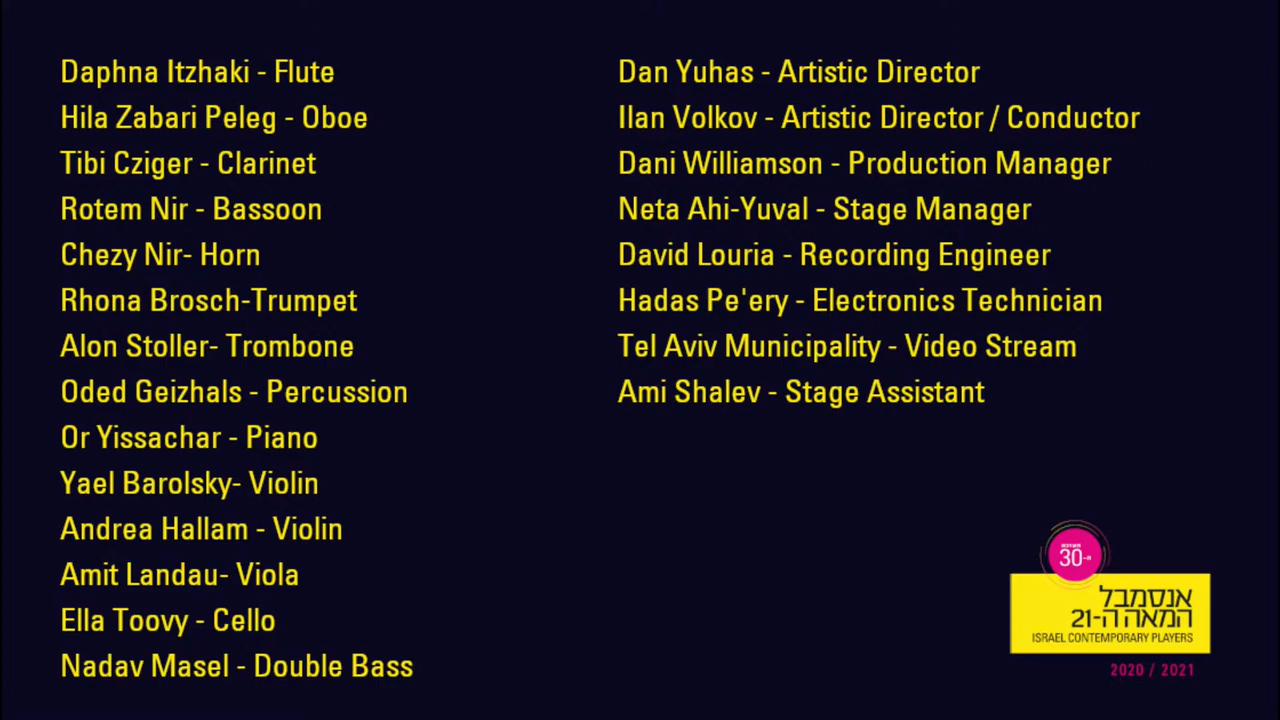 Daphna Itzhaki - Flute
Hila Zabari Peleg - Oboe
Tibi Cziger - Clarinet
Rotem Nir - Bassoon
Chezy Nir- Horn
Rhona Brosch-Trumpet
Alon Stoller- Trombone
Oded Geizhals - Percussion
Or Yissachar - Piano
Yael Barolsky- Violin
Andrea Hallam - Violin
Amit Landau- Viola
Ella Toovy - Cello
Nadav Masel - Double Bass
Dan Yuhas - Artistic Director
Ilan Volkov - Artistic Director / Conductor
Dani Williamson - Production Manager
Neta Ahi-Yuval - Stage Manager
David Louria - Recording Engineer
Hadas Pe'ery - Electronics Technician
Tel Aviv Municipality - Video Stream
Ami Shalev - Stage Assistant
ה-30
אנסמבל
המאה ה-21
ISRAEL CONTEMPORARY PLAYERS
2020 / 2021